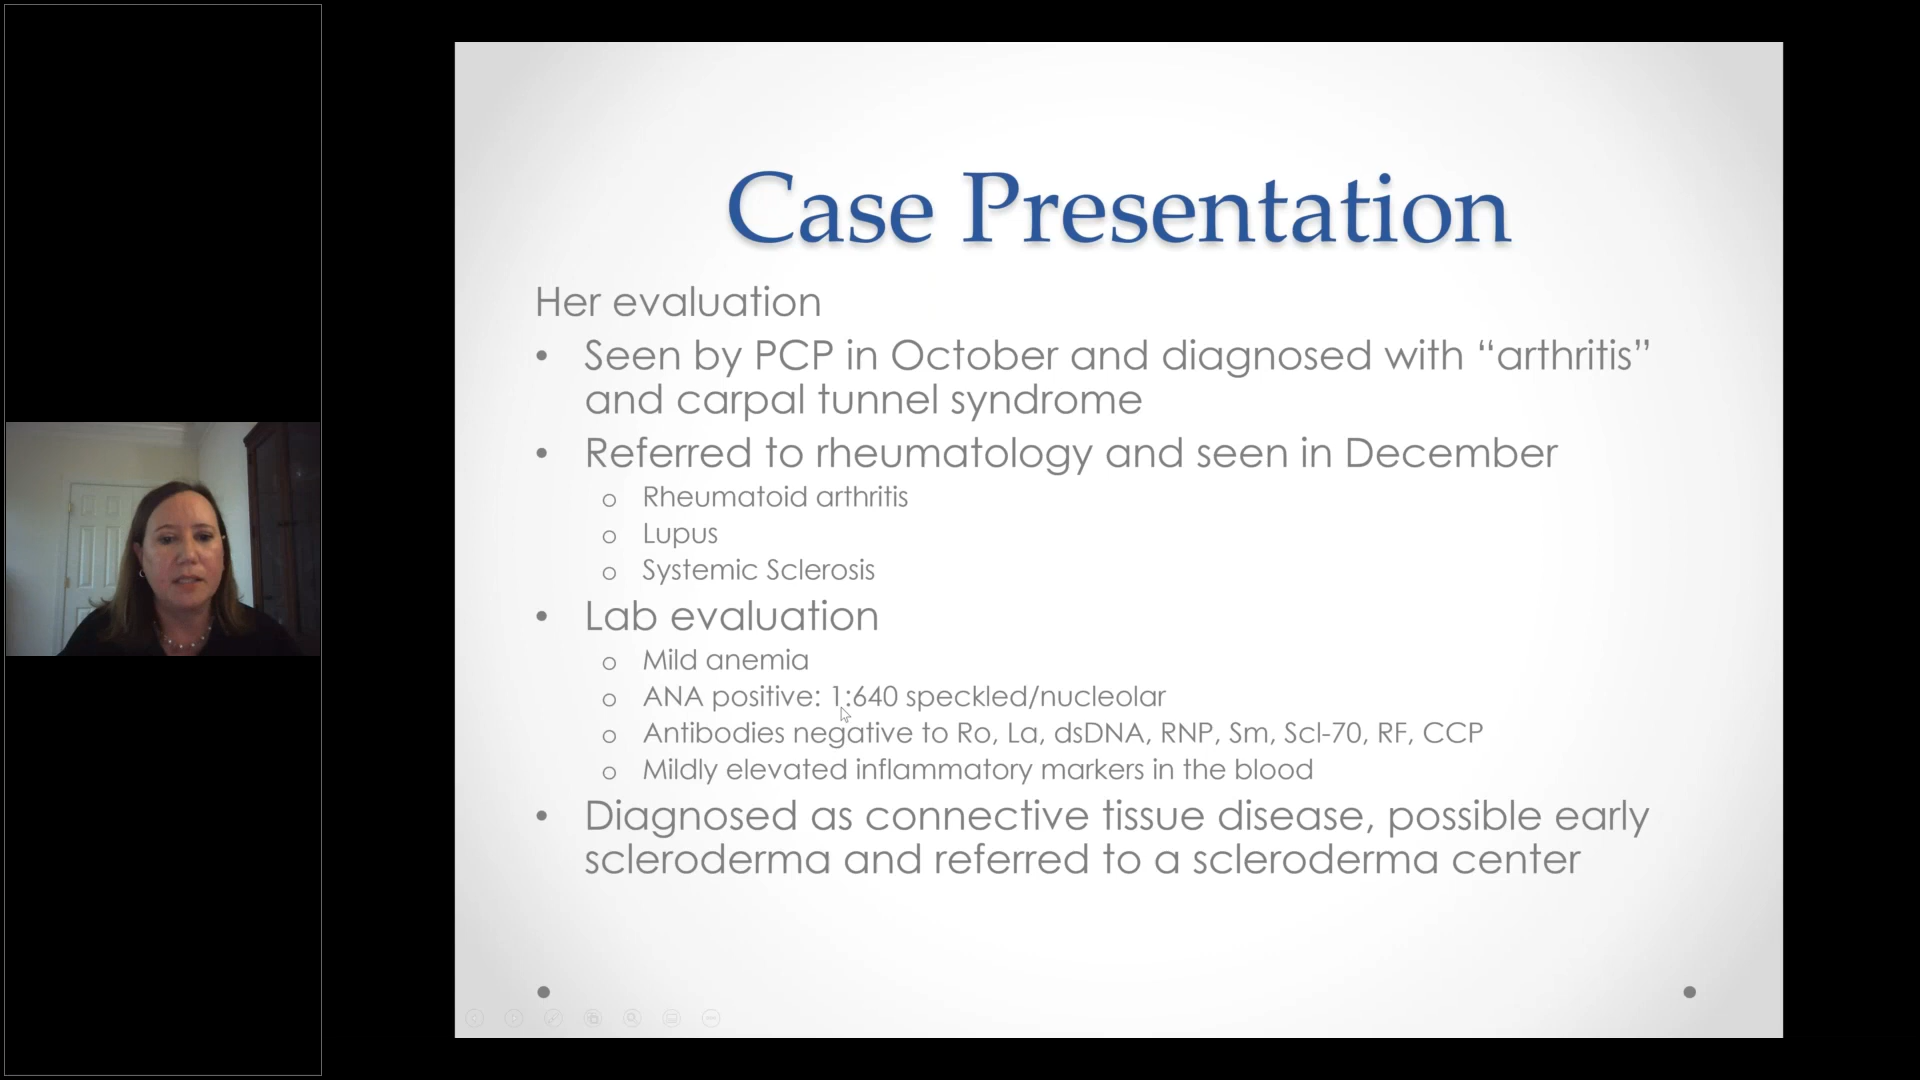 Case Presentation
Her evaluation
• Seen by PCP in October and diagnosed with “arthritis”
and carpal tunnel syndrome
• Referred to rheumatology and seen in December
o Rheumatoid arthritis
o Lupus
o Systemic Sclerosis
• Lab evaluation
o Mild anemia
o ANA positive: 1:640 speckled/nucleolar
o Antibodies negative to Ro, La, dsDNA, RNP, Sm, Scl-70, RF, CCP
o Mildly elevated inflammatory markers in the blood
• Diagnosed as connective tissue disease, possible early
scleroderma and referred to a scleroderma center